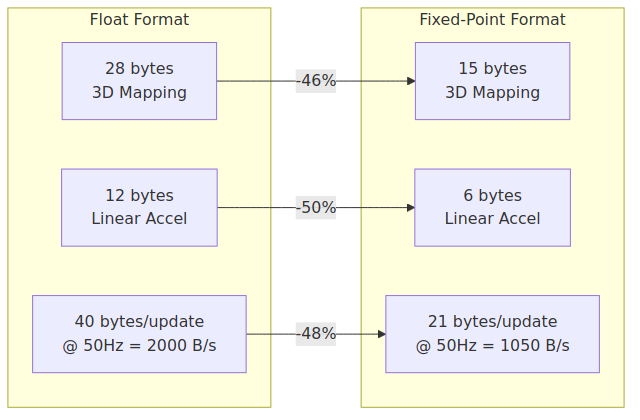 Float Format
Fixed-Point Format
28 bytes
3D Mapping
-46%
15 bytes
3D Mapping
12 bytes
Linear Accel
-50%
6 bytes
Linear Accel
40 bytes/update
@ 50Hz = 2000 B/s
-48%
21 bytes/update
@ 50Hz = 1050 B/s